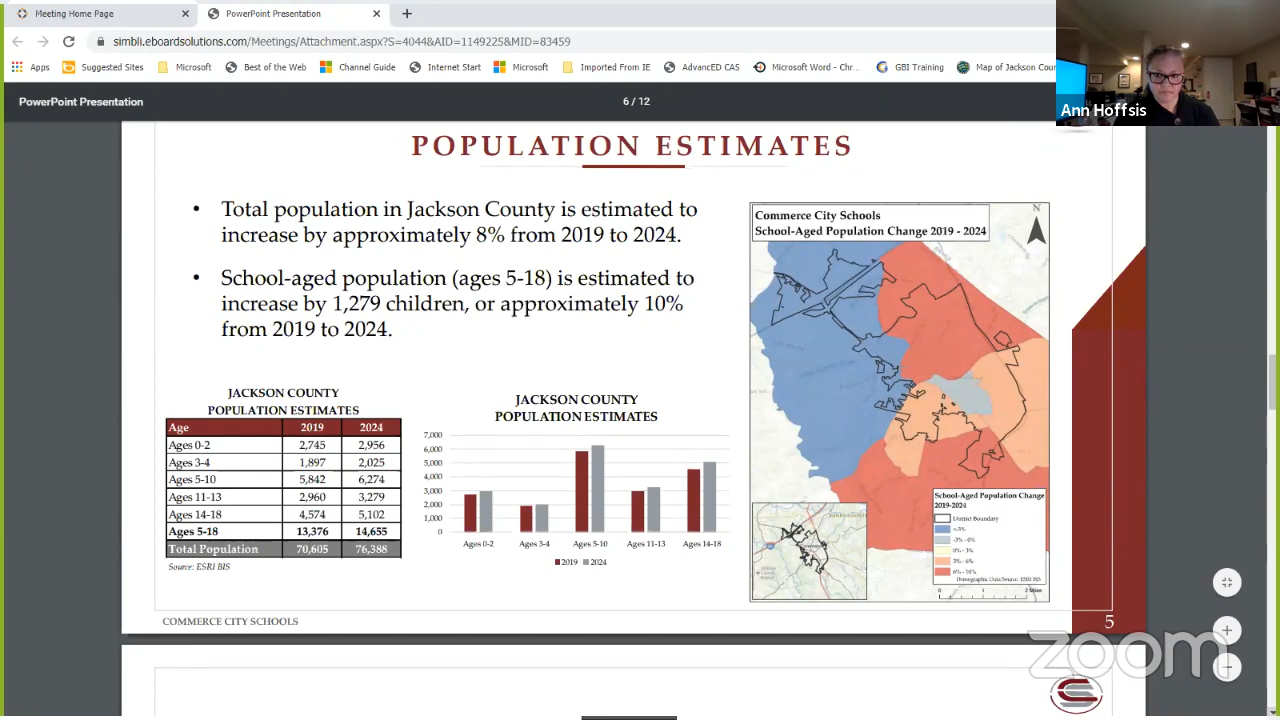 Meeting Home Page
PowerPoint Presentation
simbli.eboardsolutions.com/Meetings/Attachment.aspx?S=4044&AID=1149225&MID=83459
Apps Suggested Sites Microsoft Best of the Web Channel Guide Internet Start Microsoft Imported From IE AdvancED CAS Microsoft Word - Chr... GBI Training Map of Jackson Coun
Ann Hoffsis
PowerPoint Presentation
6 / 12
POPULATION ESTIMATES
• Total population in Jackson County is estimated to
increase by approximately 8% from 2019 to 2024.
• School-aged population (ages 5-18) is estimated to
increase by 1,279 children, or approximately 10%
from 2019 to 2024.
JACKSON COUNTY
POPULATION ESTIMATES
Age 2019 2024
Ages 0-2 2,745 2,956
Ages 3-4 1,897 2,025
Ages 5-10 5,842 6,274
Ages 11-13 2,960 3,279
Ages 14-18 4,574 5,102
Ages 5-18 13,376 14,655
Total Population 70,605 76,388
Source: ESRI BIS
JACKSON COUNTY
POPULATION ESTIMATES
7,000
6,000
5,000
4,000
3,000
2,000
1,000
0
Ages 0-2 Ages 3-4 Ages 5-10 Ages 11-13 Ages 14-18
2019 2024
Commerce City Schools
School-Aged Population Change 2019 - 2024
N
School-Aged Population Change
2019-2024
District Boundary
-3% - 0%
0% - 3%
3% - 6%
Demographic Data Source: ESRI BIS
0 1 2 Miles
COMMERCE CITY SCHOOLS
5
zoom